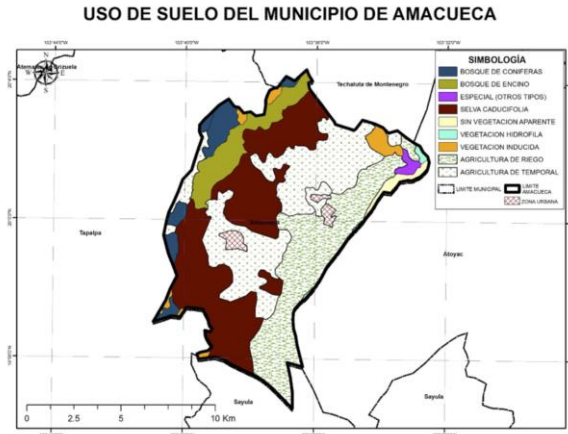 USO DE SUELO DEL MUNICIPIO DE AMACUECA
N
W
E
S
Techaluta de Montenegro
SIMBOLOGÍA
BOSQUE DE CONIFERAS
BOSQUE DE ENCINO
ESPECIAL (OTROS TIPOS)
SELVA CADUCIFOLIA
SIN VEGETACION APARENTE
VEGETACION HIDROFILA
VEGETACION INDUCIDA
AGRICULTURA DE RIEGO
AGRICULTURA DE TEMPORAL
LIMITE MUNICIPAL
LÍMITE AMACUECA
ZONA URBANA
Tapalpa
Atoyac
Sayula
Sayula
0 2.5 5 10 Km